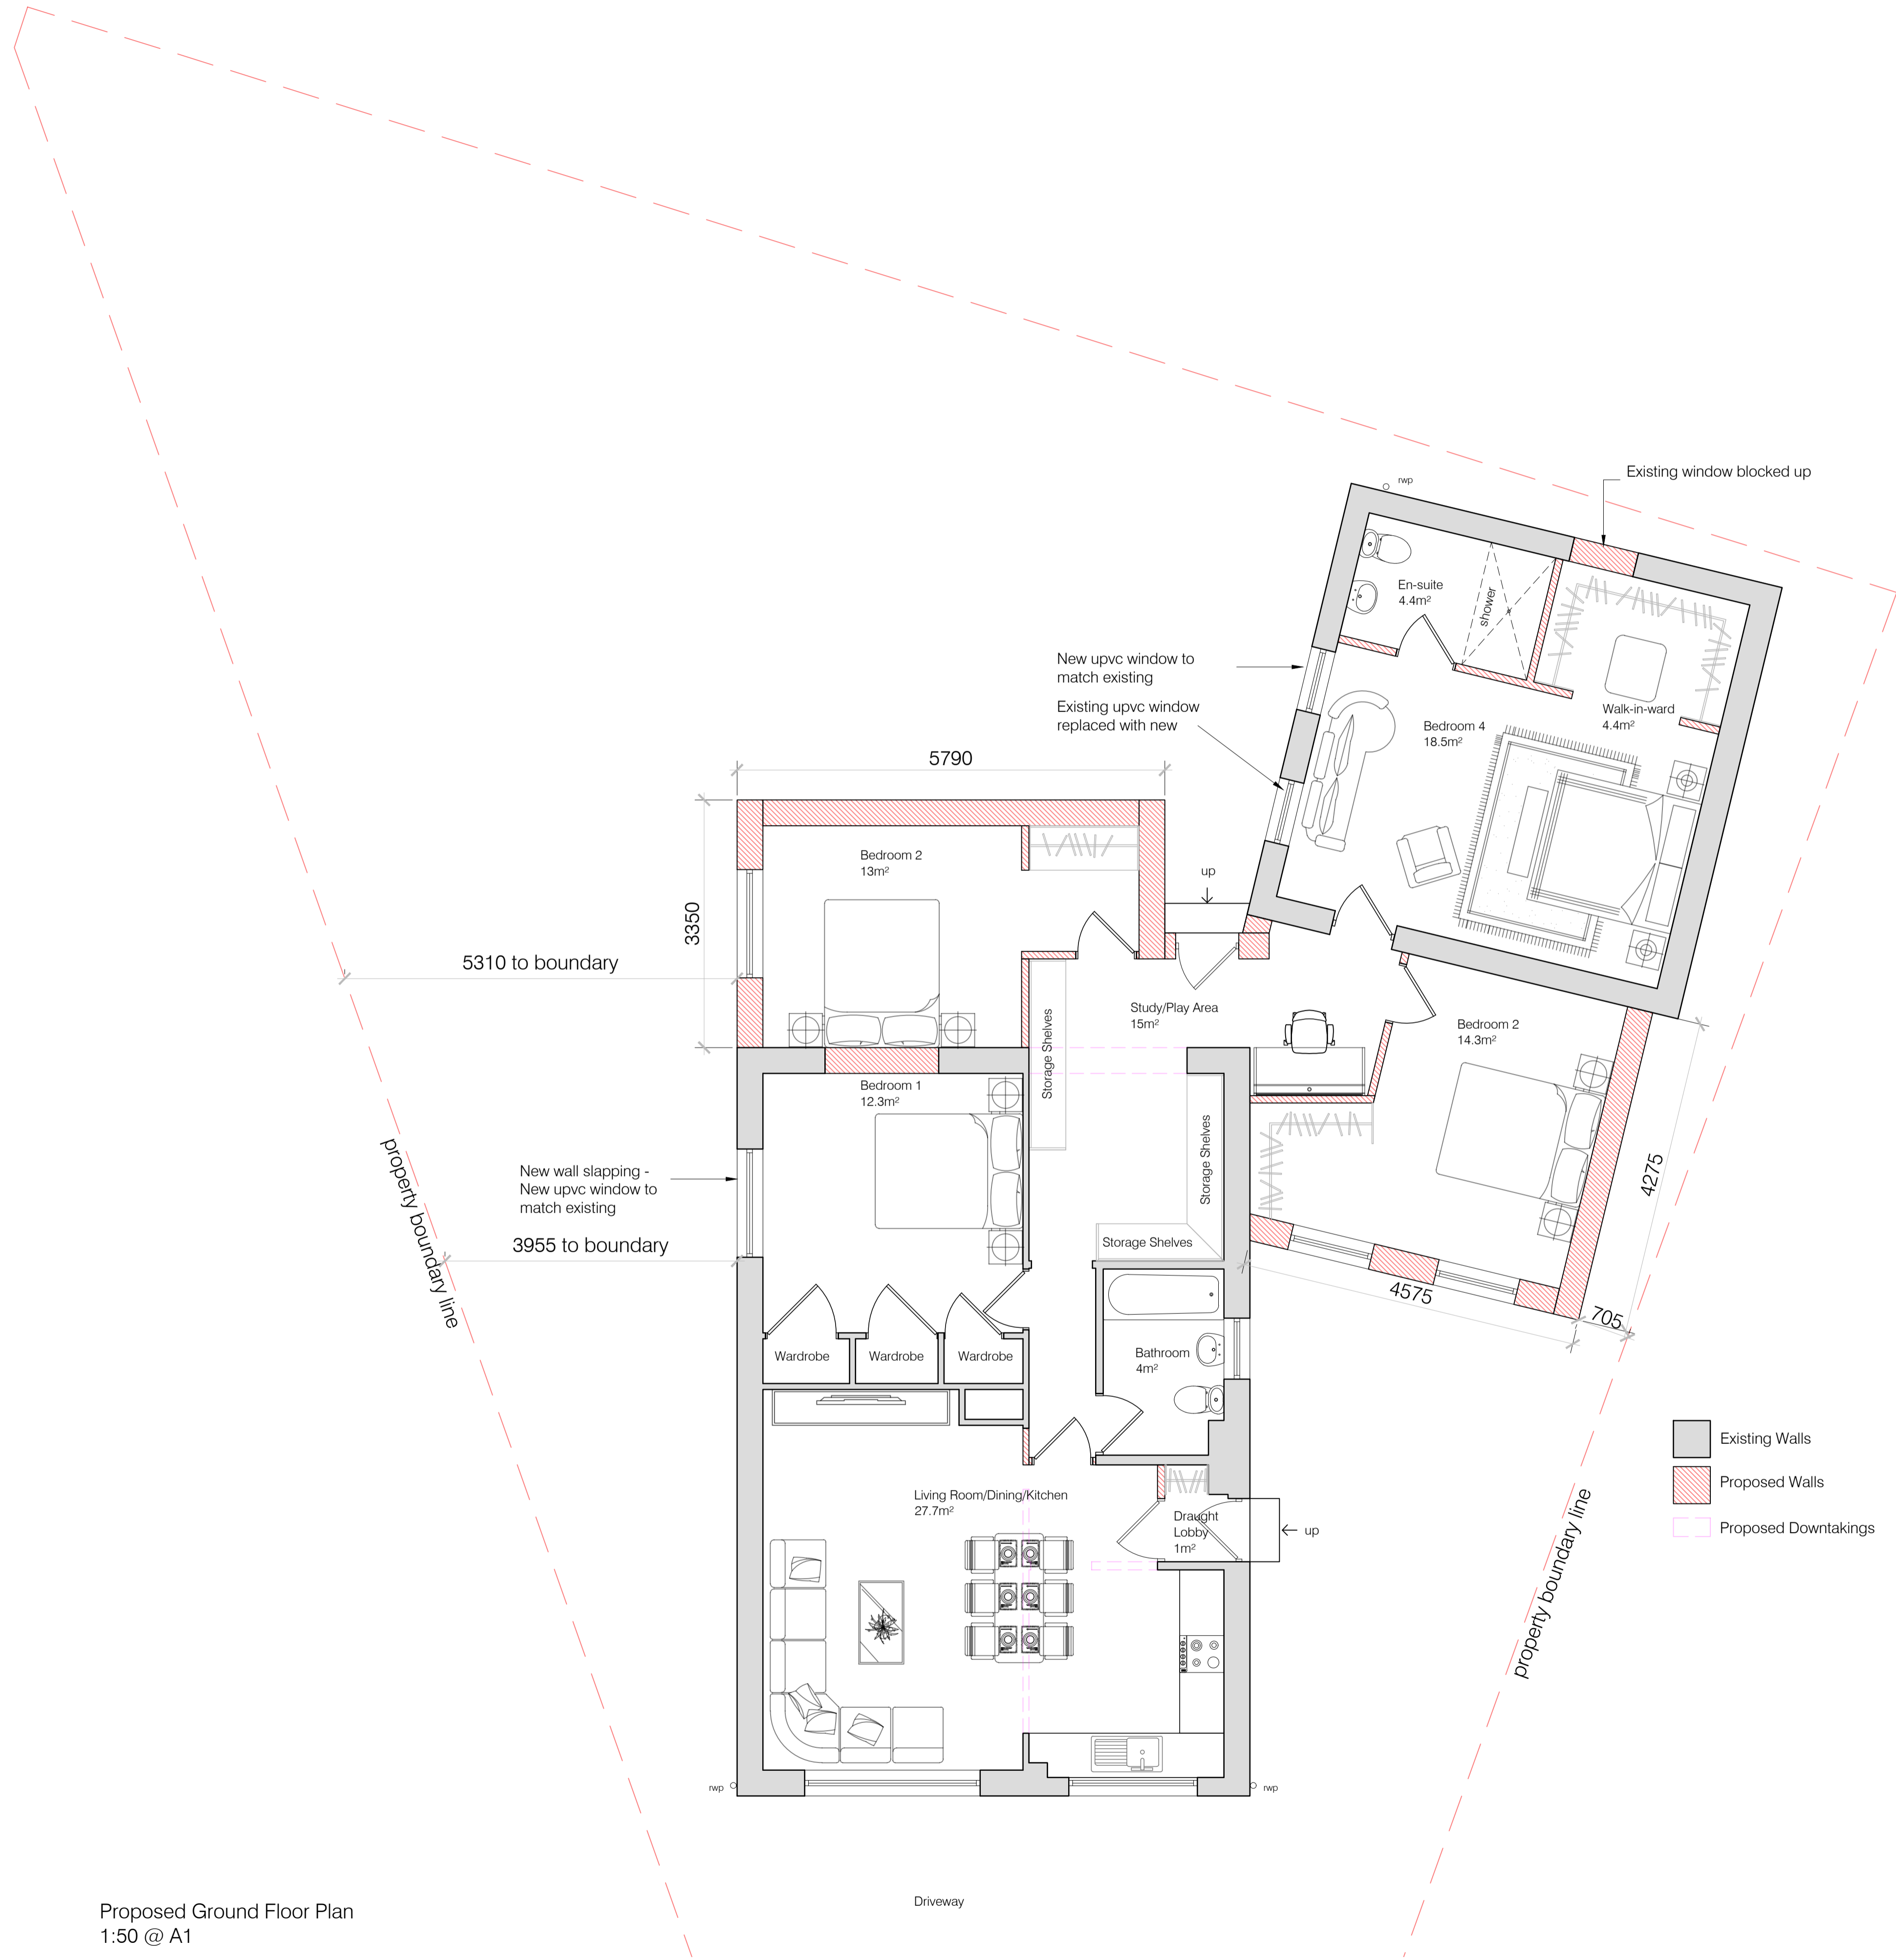 Existing window blocked up
rwp
En-suite
4.4m²
shower
New upvc window to
match existing
Existing upvc window
replaced with new
Walk-in-ward
4.4m²
Bedroom 4
18.5m²
5790
3350
Bedroom 2
13m²
up
5310 to boundary
Storage Shelves
Study/Play Area
15m²
Bedroom 2
14.3m²
Bedroom 1
12.3m²
Storage Shelves
4275
property boundary line
New wall slapping -
New upvc window to
match existing
3955 to boundary
Storage Shelves
4575
705
Wardrobe
Wardrobe
Wardrobe
Bathroom
4m²
Existing Walls
Proposed Walls
Proposed Downtakings
Living Room/Dining/Kitchen
27.7m²
Draught
Lobby
1m²
up
property boundary line
rwp
rwp
Driveway
Proposed Ground Floor Plan
1:50 @ A1